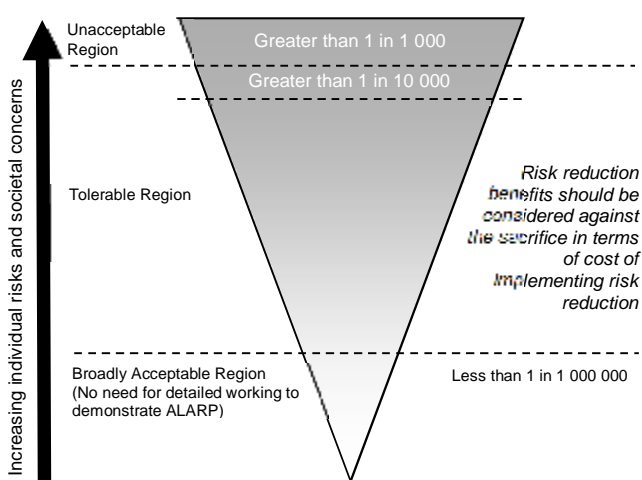 Unacceptable
Region
Greater than 1 in 1 000
Greater than 1 in 10 000
Increasing individual risks and societal concerns
Tolerable Region
Risk reduction
benefits should be
considered against
the sacrifice in terms
of cost of
Implementing risk
reduction
Broadly Acceptable Region
(No need for detailed working to
demonstrate ALARP)
Less than 1 in 1 000 000